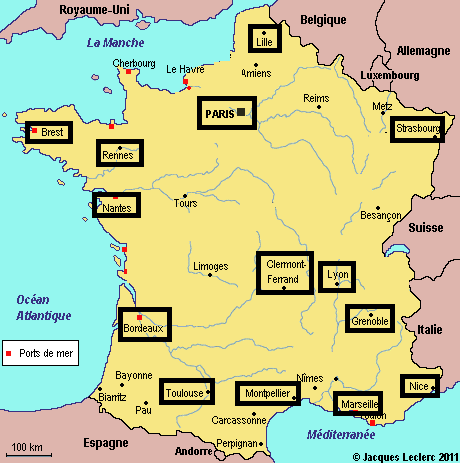 Royaume-Uni
Belgique
La Manche
Lille
Allemagne
Cherbourg
Le Havre
Amiens
Luxembourg
PARIS
Reims
Metz
Strasbourg
Brest
Rennes
Nantes
Tours
Besançon
Suisse
Limoges
Clermont-
Ferrand
Lyon
Océan
Atlantique
Bordeaux
Grenoble
Italie
Ports de mer
Bayonne
Biarritz
Pau
Toulouse
Montpellier
Nîmes
Marseille
Toulon
Nice
Carcassonne
Perpignan
Méditerranée
Espagne
Andorre
100 km
© Jacques Leclerc 2011